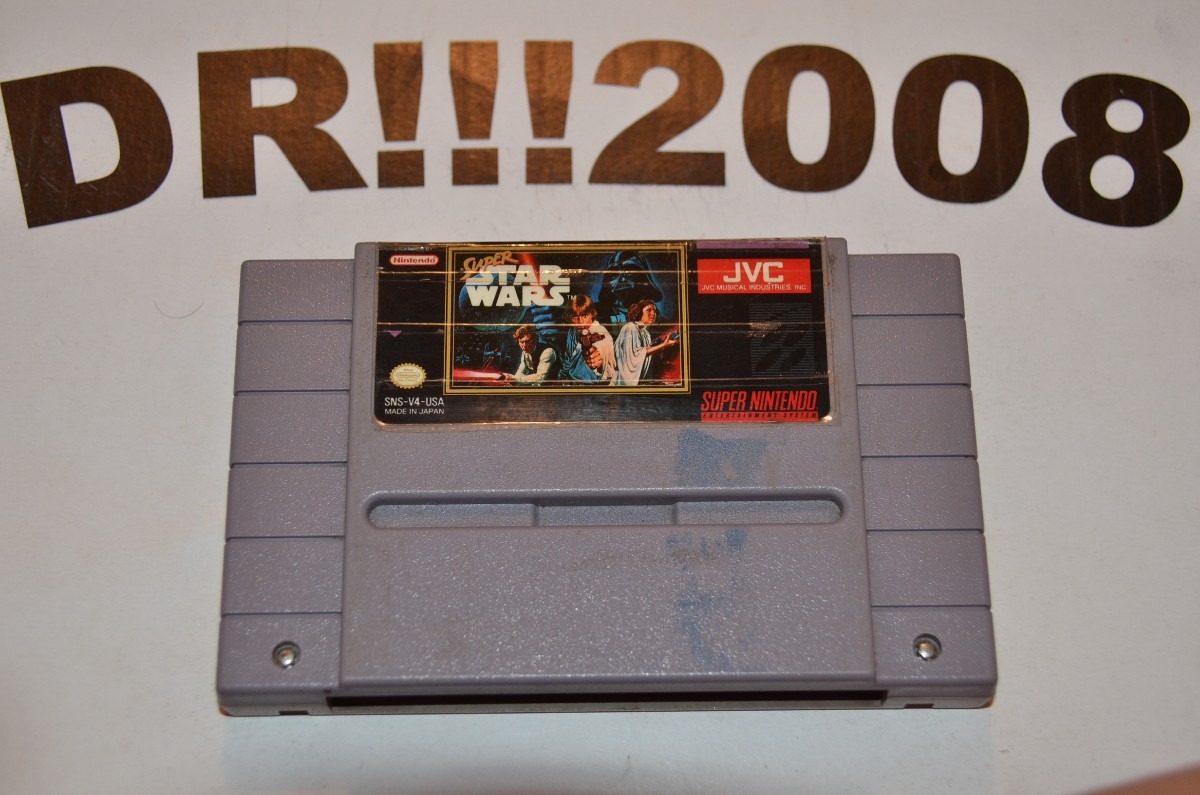 DR!!!2008
Nintendo
SUPER
STAR
WARS™
JVC
JVC MUSICAL INDUSTRIES, INC.
SNS-V4-USA
MADE IN JAPAN
SUPER NINTENDO
ENTERTAINMENT SYSTEM